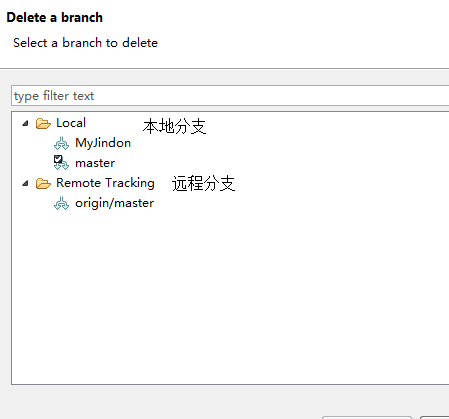 Delete a branch
Select a branch to delete
type filter text
Local 本地分支
MyJindon
master
Remote Tracking 远程分支
origin/master